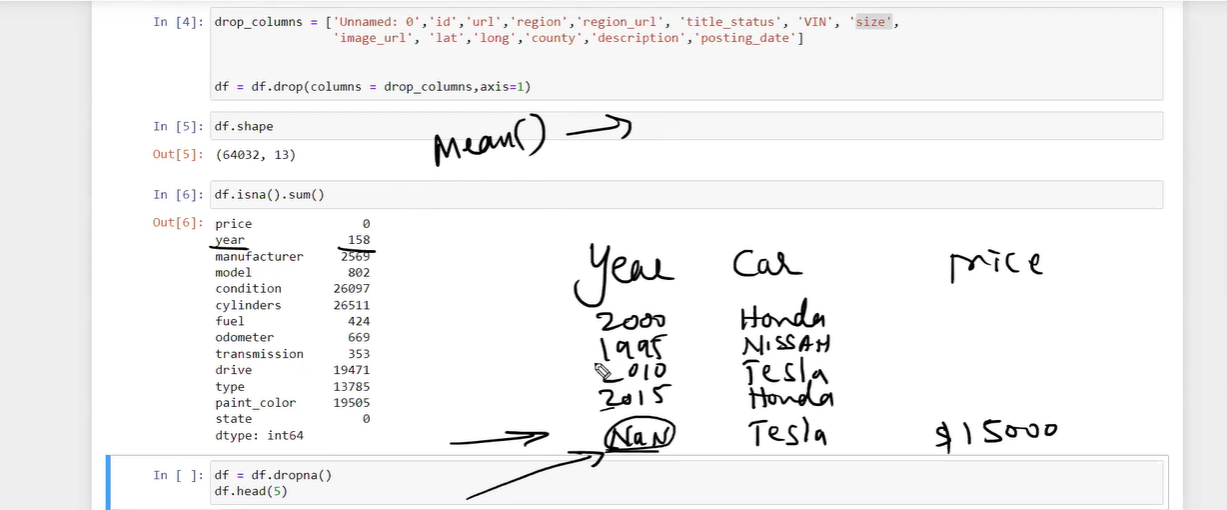 In [4]: drop_columns = ['Unnamed: 0','id','url','region','region_url', 'title_status', 'VIN', 'size',
'image_url', 'lat','long','county','description','posting_date']
df = df.drop(columns = drop_columns,axis=1)
In [5]: df.shape
Mean()
Out[5]: (64032, 13)
In [6]: df.isna().sum()
Out[6]: price 0
year 158
manufacturer 2569
model 802
condition 26097
cylinders 26511
fuel 424
odometer 669
transmission 353
drive 19471
type 13785
paint_color 19505
state 0
dtype: int64
Year Car price
2000 Honda
1995 NISSAN
2010 Tesla
2015 Honda
NaN Tesla $15000
In [ ]: df = df.dropna()
df.head(5)